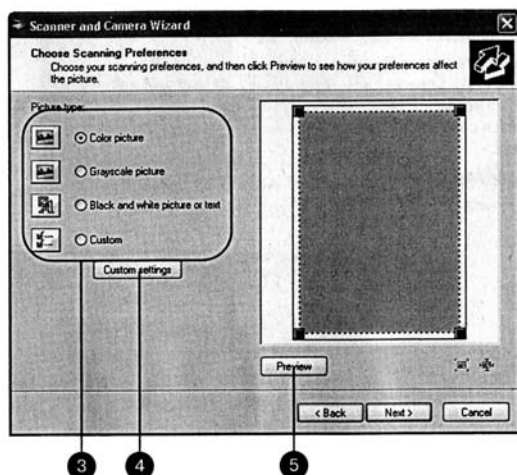 Scanner and Camera Wizard
Choose Scanning Preferences
Choose your scanning preferences, and then click Preview to see how your preferences affect
the picture.
Picture type:
Color picture
Grayscale picture
Black and white picture or text
Custom
Custom settings
Preview
< Back Next > Cancel
3 4 5